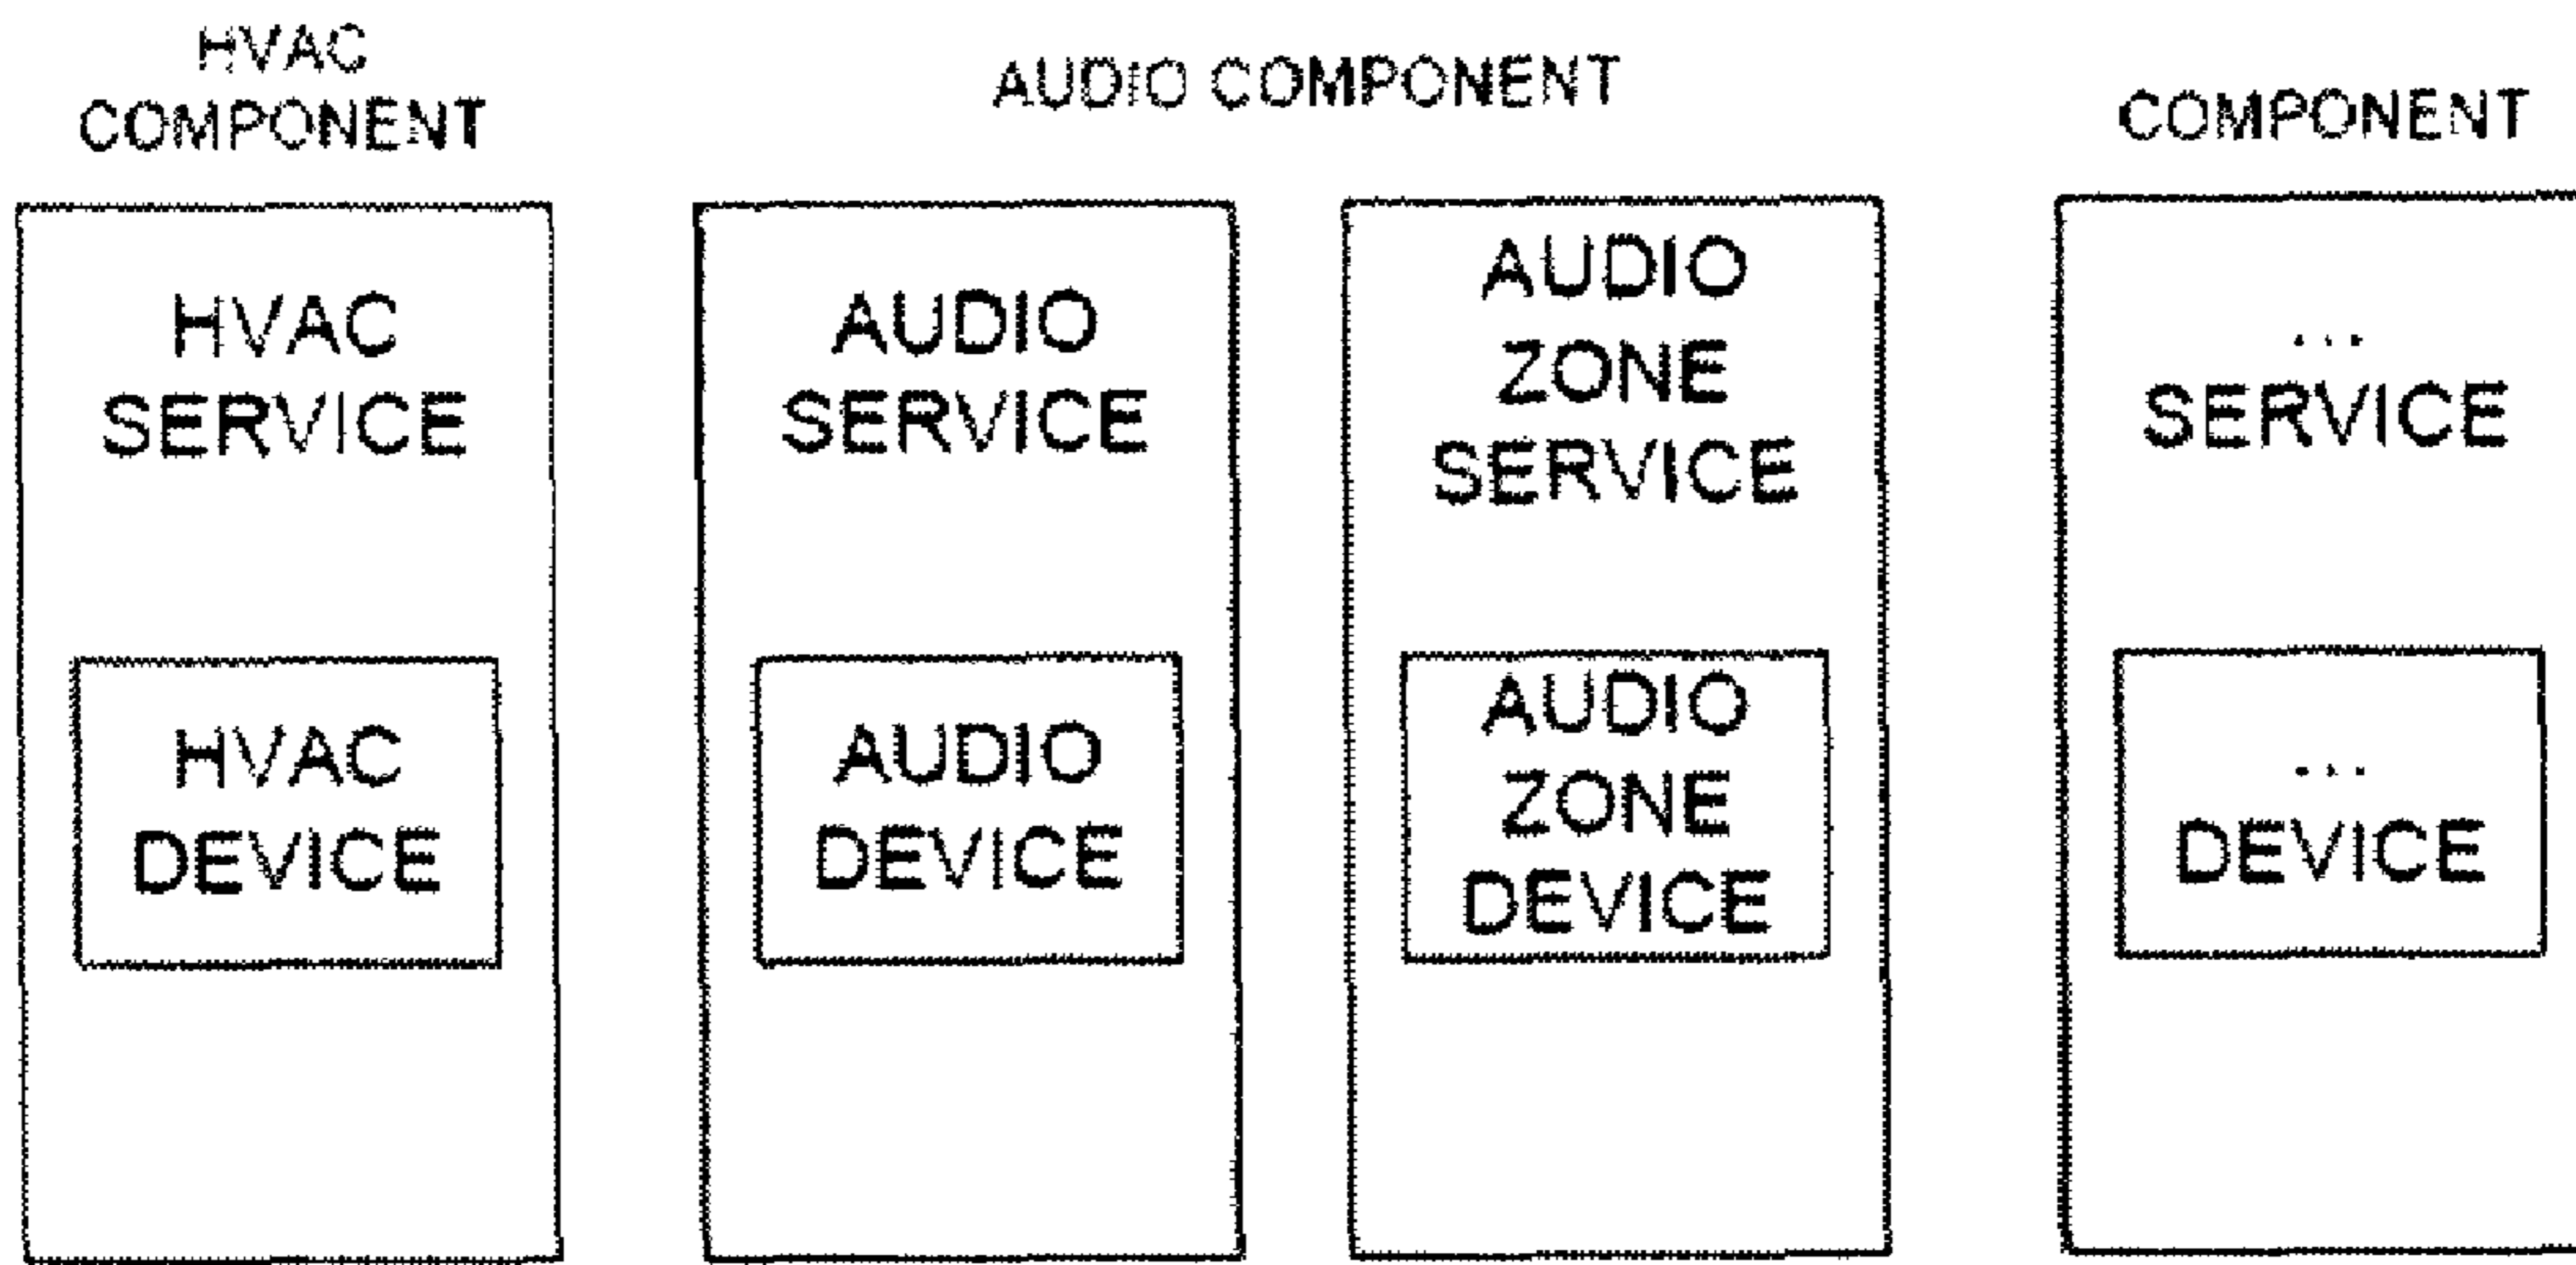 HVAC
COMPONENT
AUDIO COMPONENT
COMPONENT
HVAC
SERVICE
AUDIO
SERVICE
AUDIO
ZONE
SERVICE
...
SERVICE
HVAC
DEVICE
AUDIO
DEVICE
AUDIO
ZONE
DEVICE
...
DEVICE